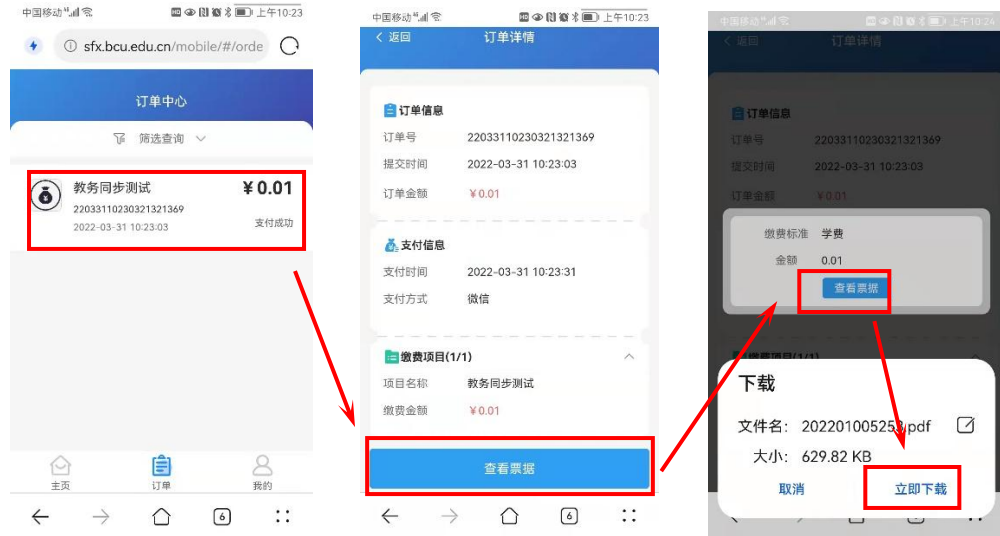 中国移动 上午10:23
sfx.bcu.edu.cn/mobile/#/orde
订单中心
筛选查询
教务同步测试 ¥0.01
22033110230321321369
2022-03-31 10:23:03 支付成功
主页 订单 我的
6
中国移动 上午10:23
返回 订单详情
订单信息
订单号 22033110230321321369
提交时间 2022-03-31 10:23:03
订单金额 ¥0.01
支付信息
支付时间 2022-03-31 10:23:31
支付方式 微信
缴费项目(1/1)
项目名称 教务同步测试
缴费金额 ¥0.01
查看票据
6
中国移动 上午10:24
返回 订单详情
订单信息
订单号 22033110230321321369
提交时间 2022-03-31 10:23:03
订单金额 ¥0.01
缴费标准 学费
金额 0.01
查看票据
缴费项目(1/1)
下载
文件名: 202201005253.pdf
大小: 629.82 KB
取消 立即下载